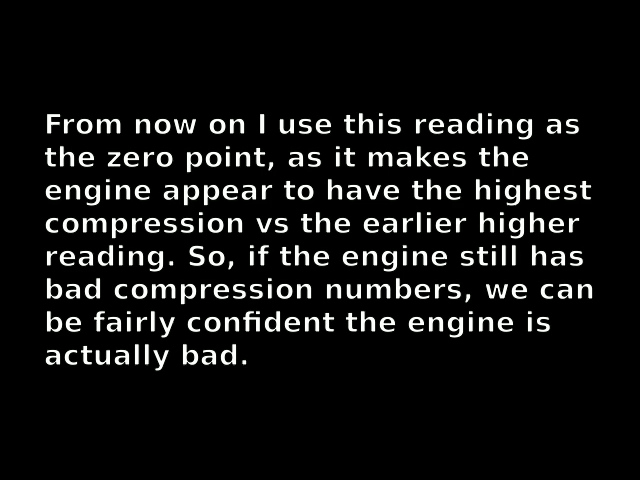 From now on I use this reading as
the zero point, as it makes the
engine appear to have the highest
compression vs the earlier higher
reading. So, if the engine still has
bad compression numbers, we can
be fairly confident the engine is
actually bad.